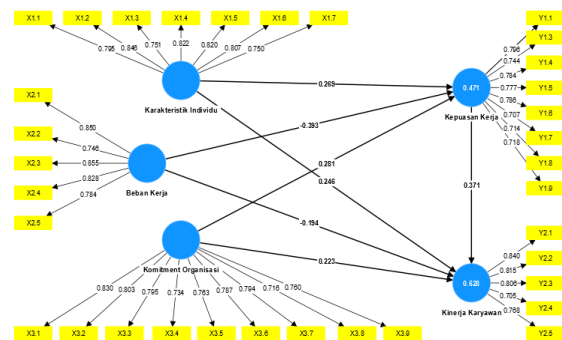 X1.1 X1.2 X1.3 X1.4 X1.5 X1.6 X1.7
0.795 0.846 0.751 0.822 0.820 0.807 0.750
Karakteristik Individu
X2.1
X2.2
X2.3
X2.4
X2.5
0.850
0.746
0.855
0.828
0.784
Beban Kerja
Komitment Organisasi
0.830 0.803 0.795 0.734 0.763 0.787 0.794 0.716 0.760
X3.1 X3.2 X3.3 X3.4 X3.5 X3.6 X3.7 X3.8 X3.9
0.269
-0.393
0.281
0.246
-0.194
0.223
0.371
0.471
Kepuasan Kerja
0.796
0.744
0.784
0.777
0.786
0.707
0.714
0.718
Y1.1
Y1.3
Y1.4
Y1.5
Y1.6
Y1.7
Y1.8
Y1.9
0.628
Kinerja Karyawan
0.840
0.815
0.806
0.705
0.768
Y2.1
Y2.2
Y2.3
Y2.4
Y2.5